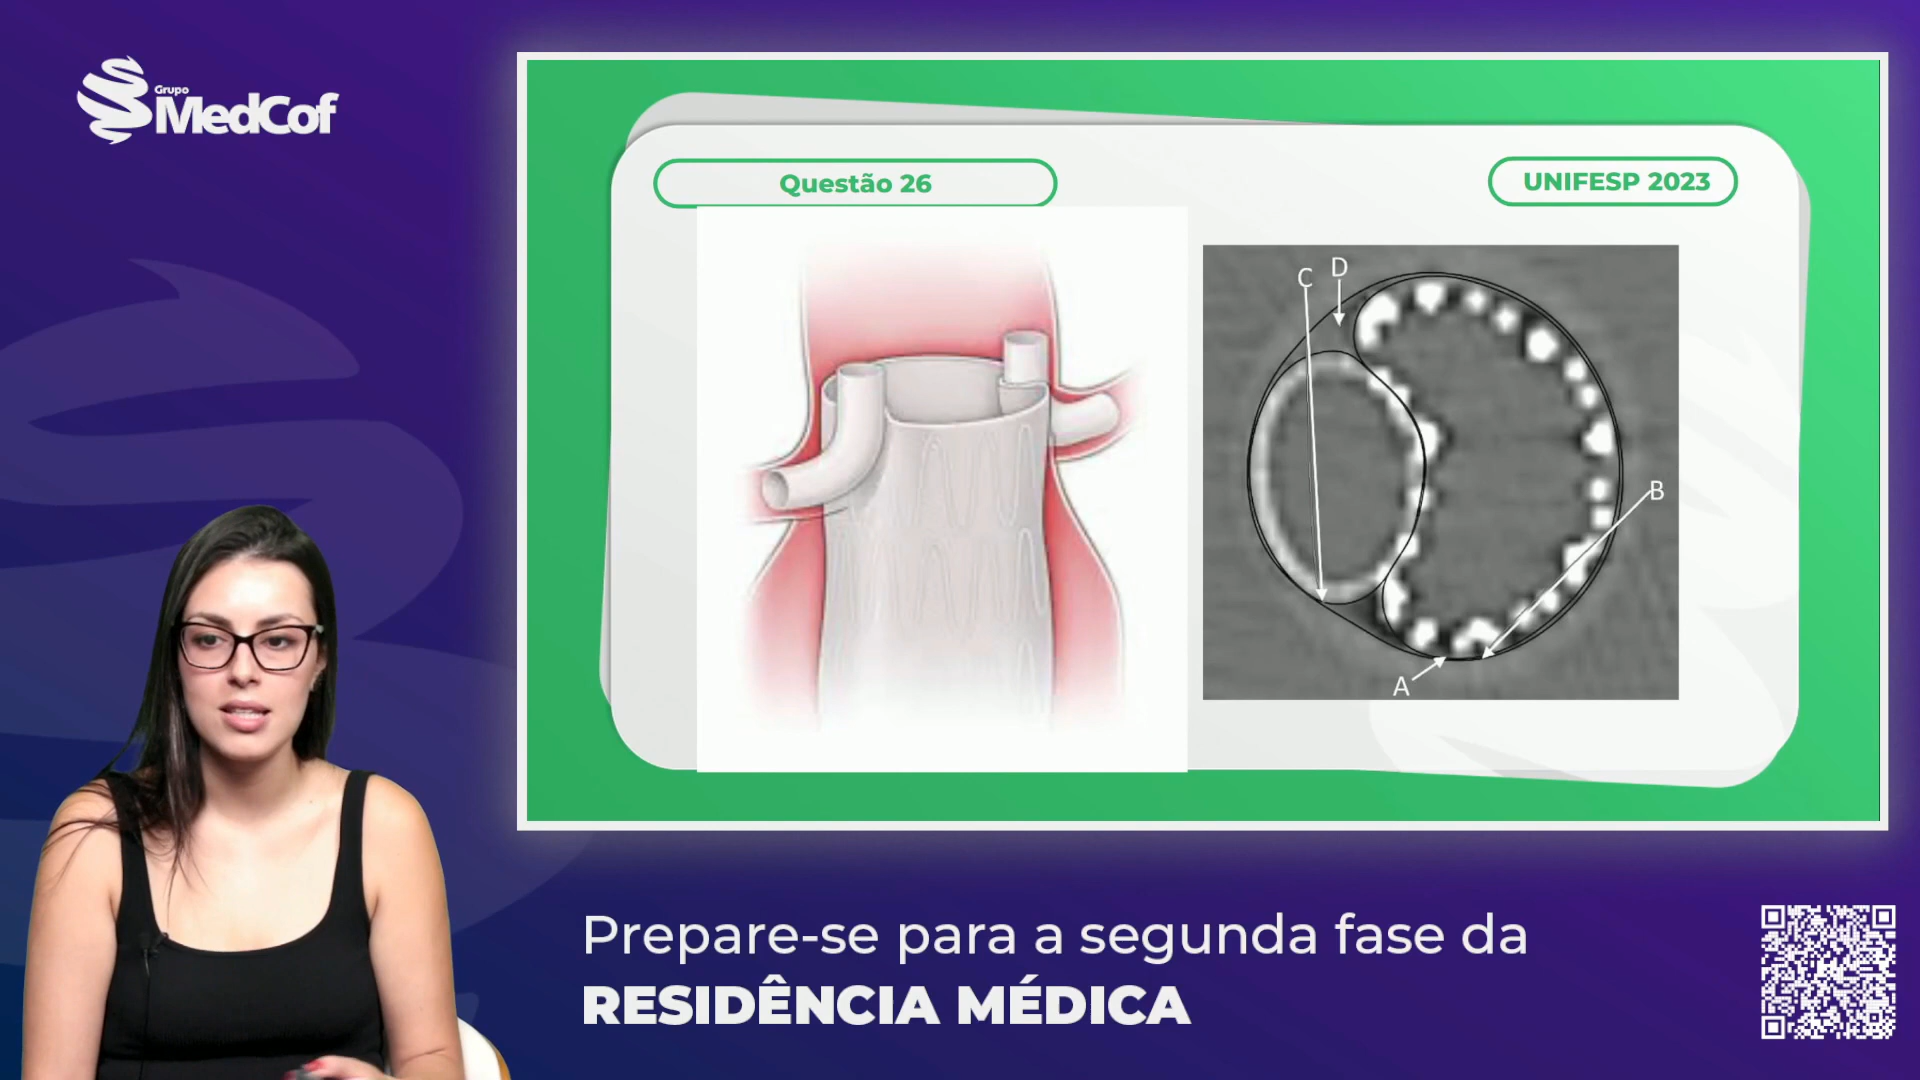 Grupo
MedCof
Questão 26
UNIFESP 2023
C
D
B
A
Prepare-se para a segunda fase da
RESIDÊNCIA MÉDICA